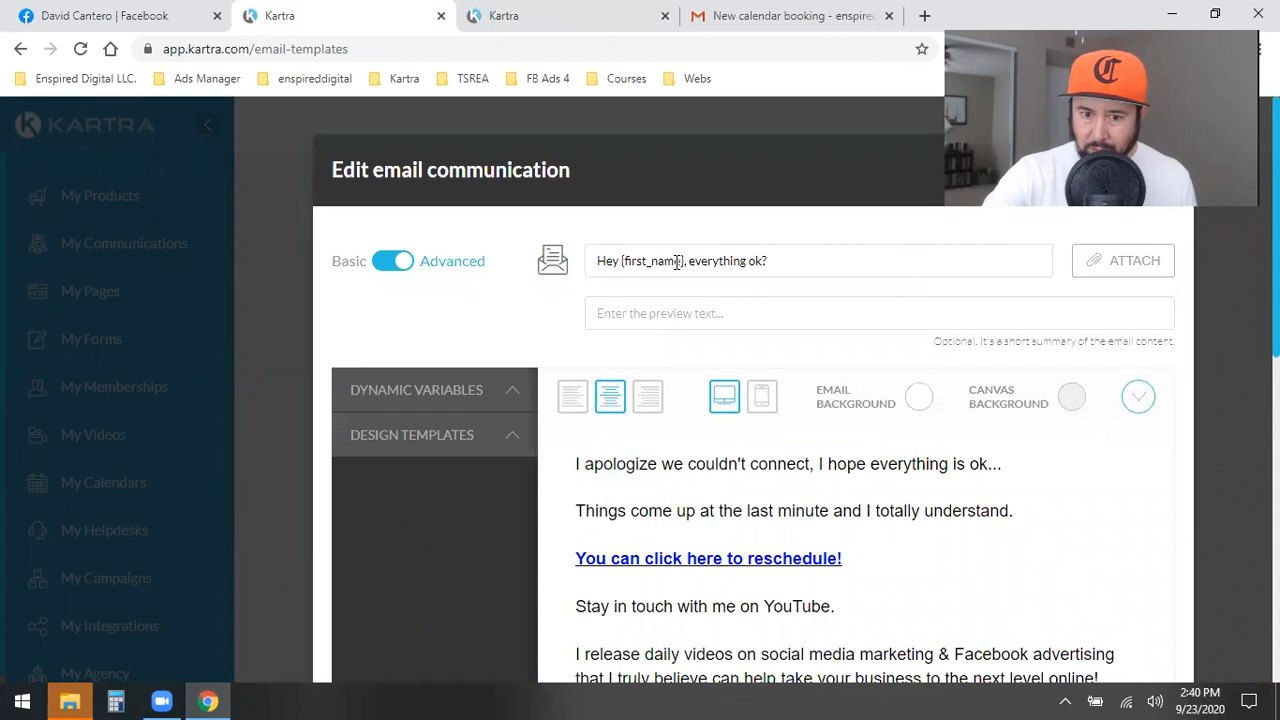 David Cantero | Facebook
Kartra
Kartra
New calendar booking - enspired
app.kartra.com/email-templates
Enspired Digital LLC.
Ads Manager
enspireddigital
Kartra
TSREA
FB Ads 4
Courses
Webs
KARTRA
My Products
My Communications
My Pages
My Forms
My Memberships
My Videos
My Calendars
My Helpdesks
My Campaigns
My Integrations
My Agency
Edit email communication
Basic
Advanced
Hey {first_name}, everything ok?
ATTACH
Enter the preview text...
Optional. It's a short summary of the email content.
DYNAMIC VARIABLES
DESIGN TEMPLATES
EMAIL
BACKGROUND
CANVAS
BACKGROUND
I apologize we couldn't connect, I hope everything is ok...
Things come up at the last minute and I totally understand.
You can click here to reschedule!
Stay in touch with me on YouTube.
I release daily videos on social media marketing & Facebook advertising
that I truly believe can help take your business to the next level online!
2:40 PM
9/23/2020